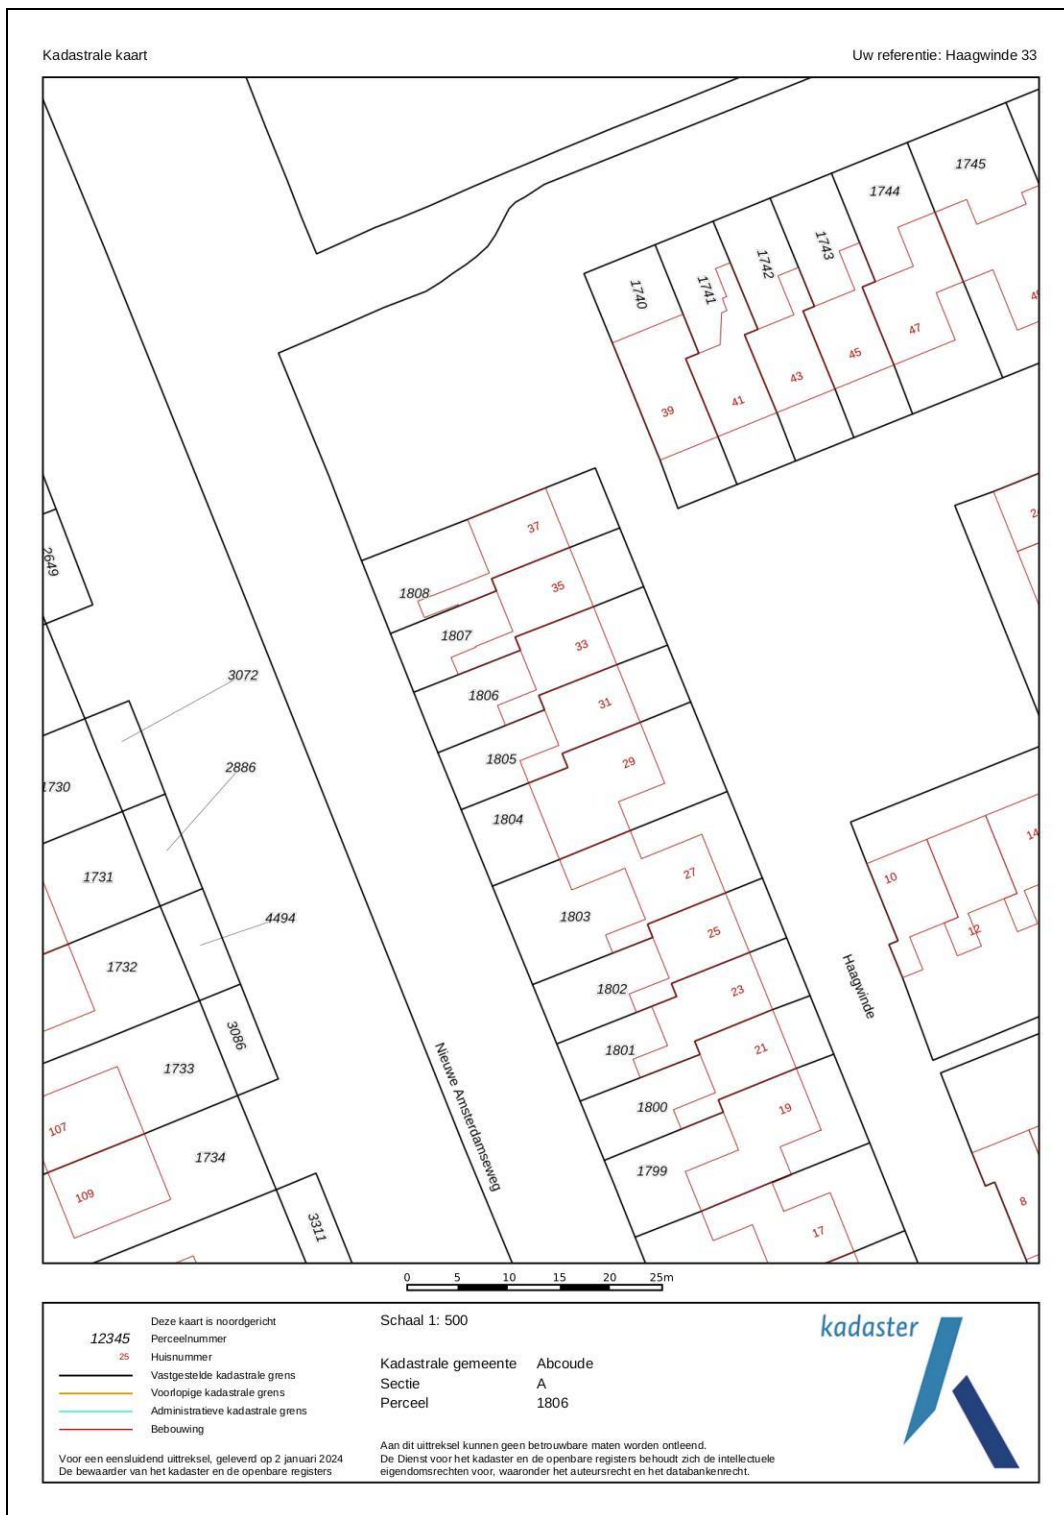 Kadastrale kaart
Uw referentie: Haagwinde 33
1745
1744
1743
1742
1741
1740
47
45
43
41
39
37
35
33
31
29
27
25
23
21
19
17
1808
1807
1806
1805
1804
1803
1802
1801
1800
1799
2649
3072
2886
4494
3086
3311
1730
1731
1732
1733
1734
107
109
10
12
14
8
Haagwinde
Nieuwe Amsterdamseweg
0 5 10 15 20 25m
Deze kaart is noordgericht
12345 Perceelnummer
25 Huisnummer
Vastgestelde kadastrale grens
Voorlopige kadastrale grens
Administratieve kadastrale grens
Bebouwing
Voor een eensluidend uittreksel, geleverd op 2 januari 2024
De bewaarder van het kadaster en de openbare registers
Schaal 1: 500
Kadastrale gemeente Abcoude
Sectie A
Perceel 1806
Aan dit uittreksel kunnen geen betrouwbare maten worden ontleend.
De Dienst voor het kadaster en de openbare registers behoudt zich de intellectuele
eigendomsrechten voor, waaronder het auteursrecht en het databankenrecht.
kadaster